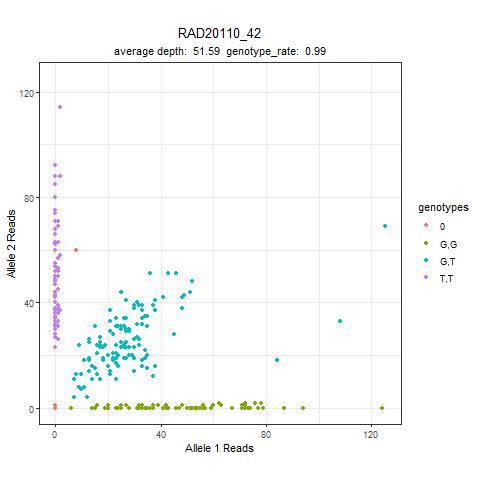 RAD20110_42
average depth:  51.59  genotype_rate:  0.99
120
80
40
0
Allele 2 Reads
0
40
80
120
Allele 1 Reads
genotypes
0
G,G
G,T
T,T